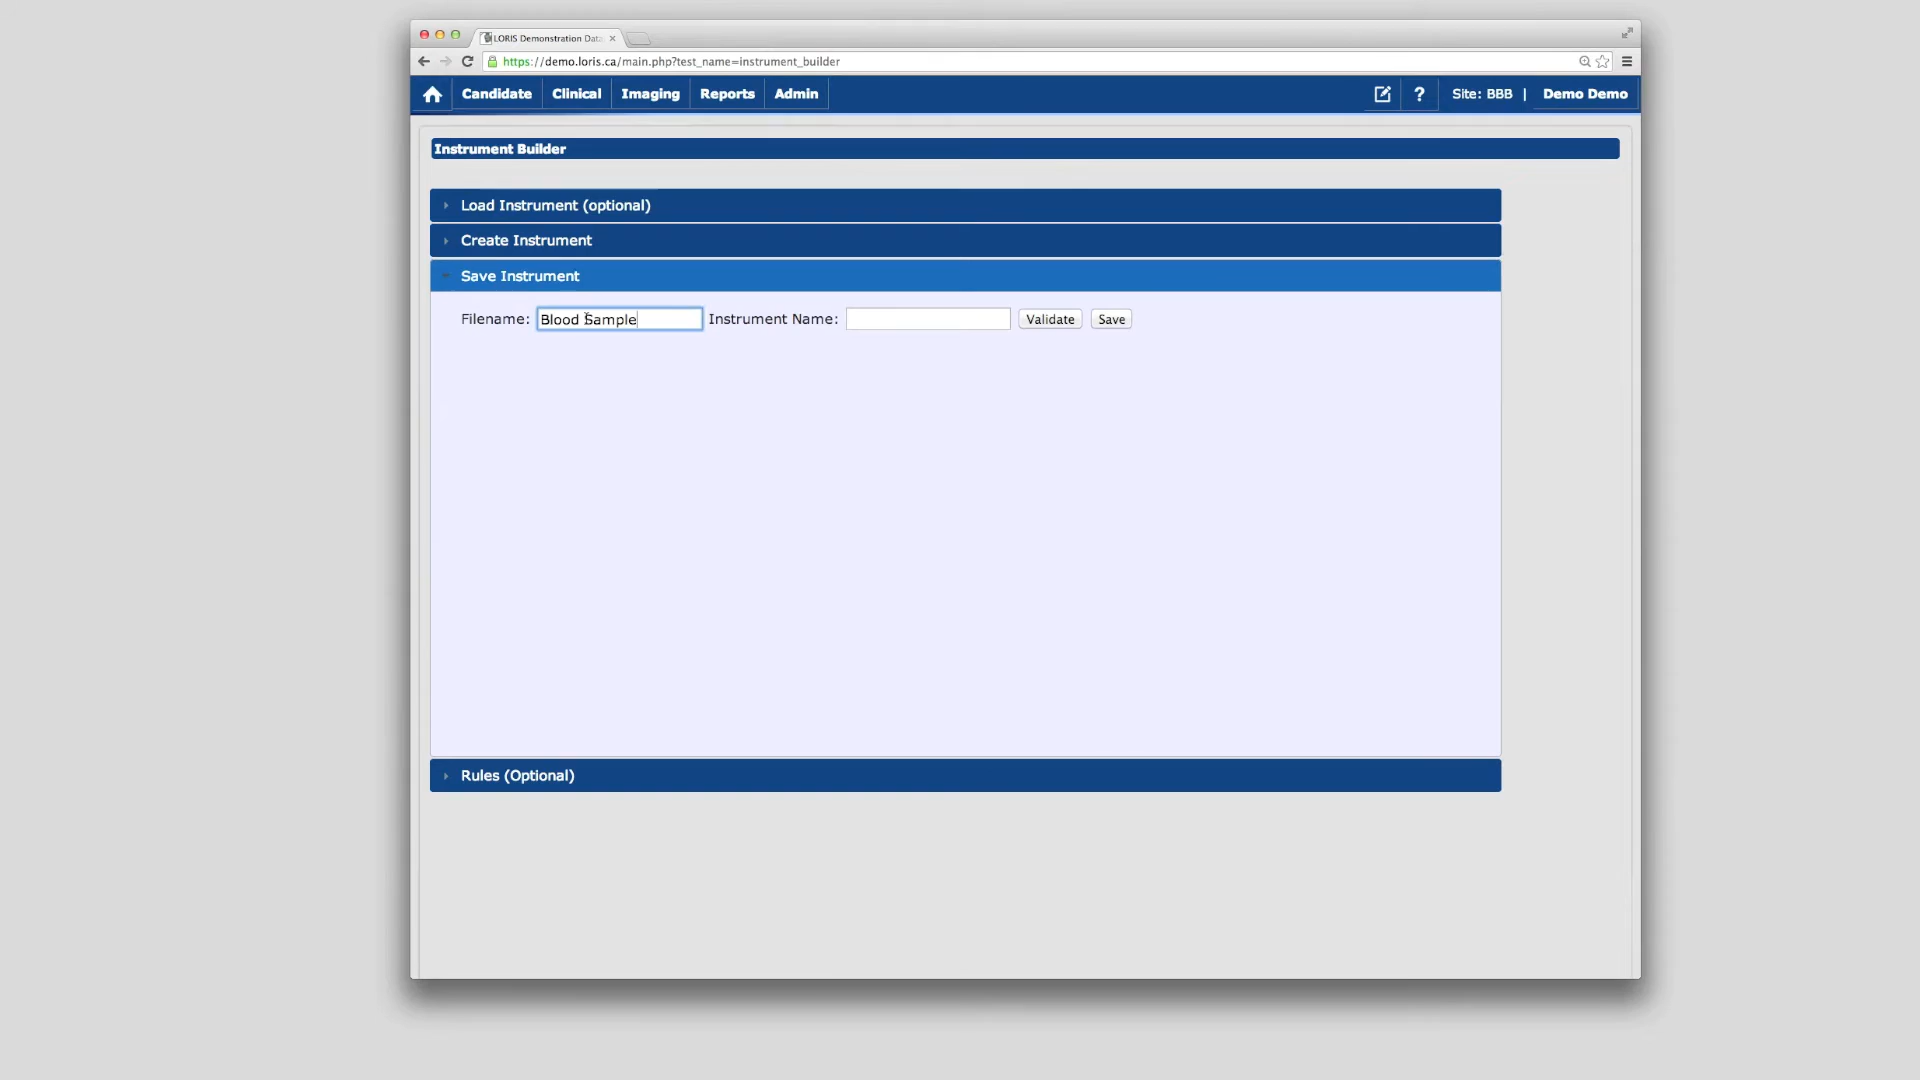 LORIS Demonstration Data
https://demo.loris.ca/main.php?test_name=instrument_builder
Candidate Clinical Imaging Reports Admin ? Site: BBB | Demo Demo
Instrument Builder
Load Instrument (optional)
Create Instrument
Save Instrument
Filename: Blood Sample Instrument Name: Validate Save
Rules (Optional)